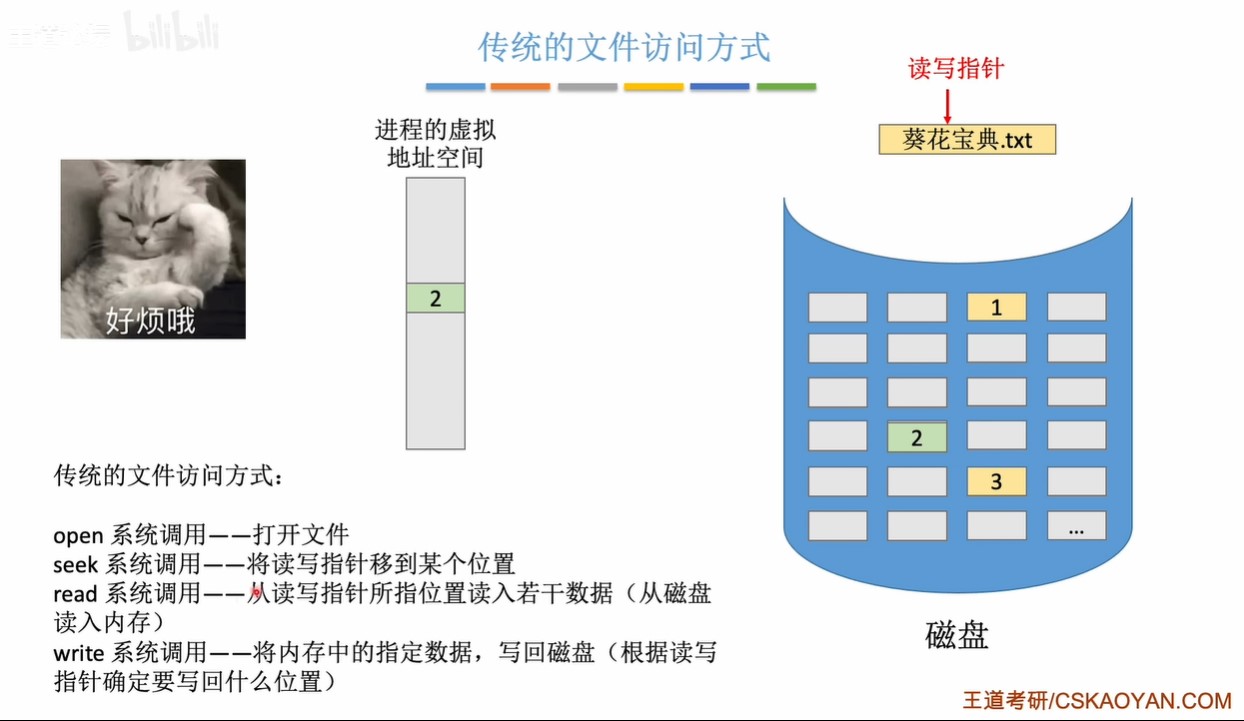 bilibili
传统的文件访问方式
读写指针
葵花宝典.txt
进程的虚拟
地址空间
2
好烦哦
1
2
3
...
磁盘
传统的文件访问方式：
open 系统调用——打开文件
seek 系统调用——将读写指针移到某个位置
read 系统调用——从读写指针所指位置读入若干数据（从磁盘
读入内存）
write 系统调用——将内存中的指定数据，写回磁盘（根据读写
指针确定要写回什么位置）
王道考研/CSKAOYAN.COM